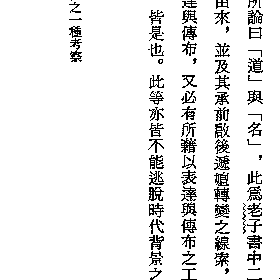 所論曰「道」與「名」，此爲老子書中二
由來，並及其承前啟後遞嬗轉變之線索，
達與傳布，又必有所藉以表達與傳布之工
皆是也。此等亦皆不能逃脫時代背景之
之一種考察